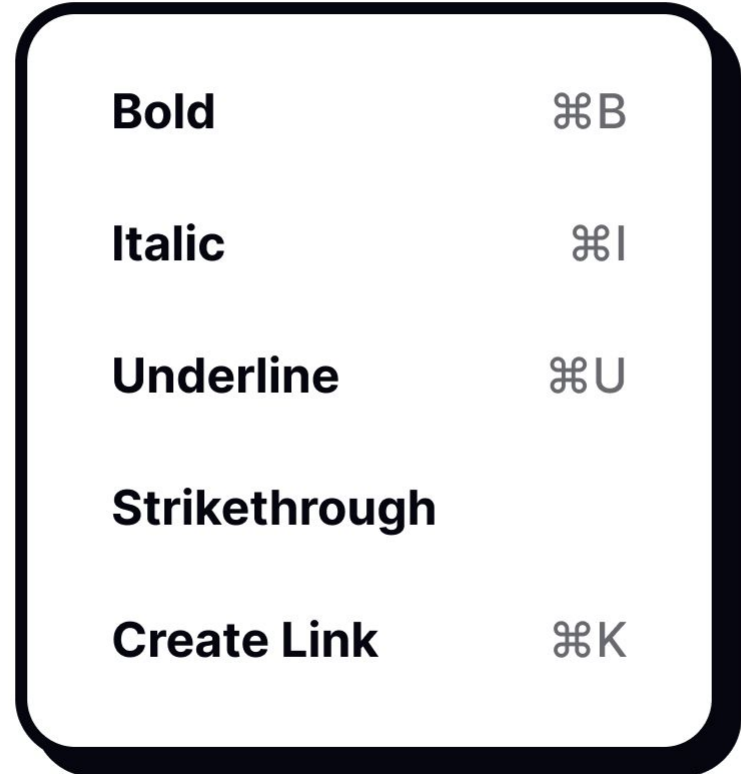 Bold ⌘B
Italic ⌘I
Underline ⌘U
Strikethrough
Create Link ⌘K